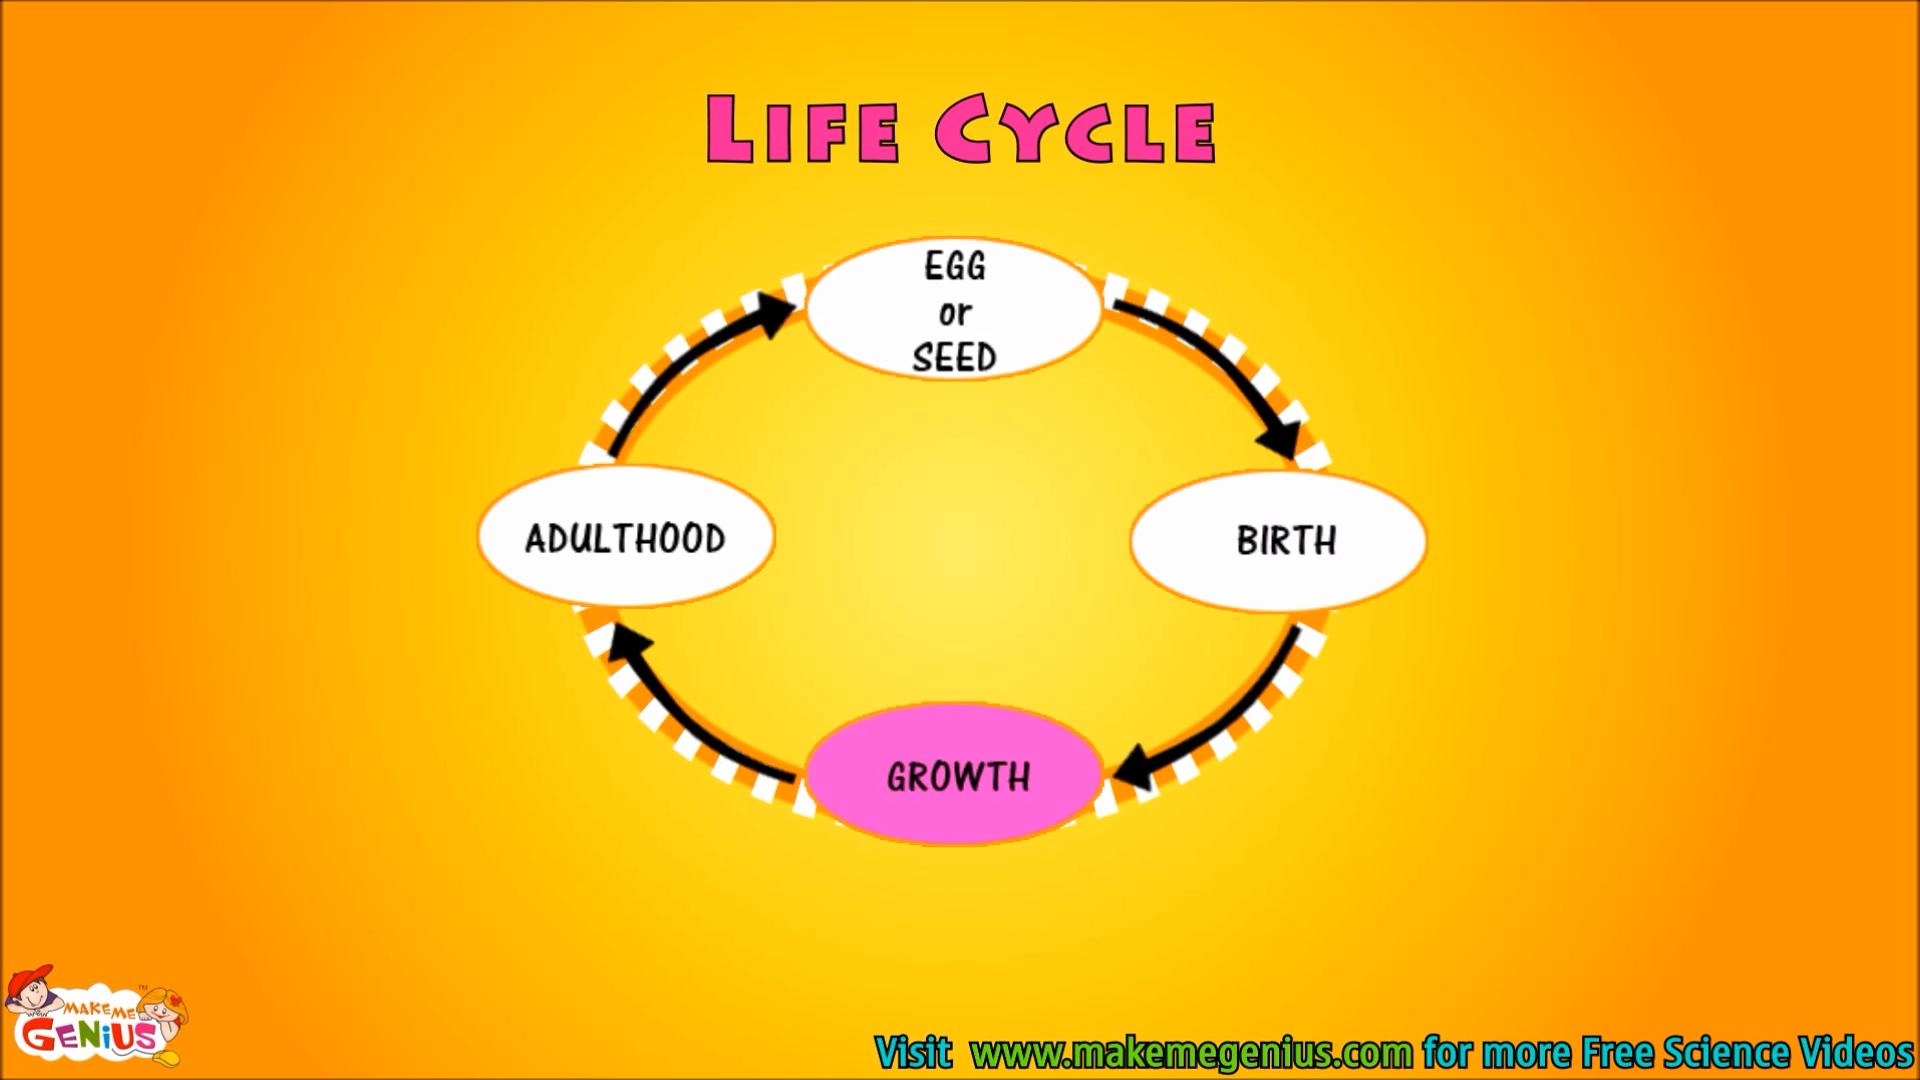 LIFE CYCLE
EGG
or
SEED
ADULTHOOD
BIRTH
GROWTH
MAKE ME
GENiUS
TM
Visit www.makemegenius.com for more Free Science Videos